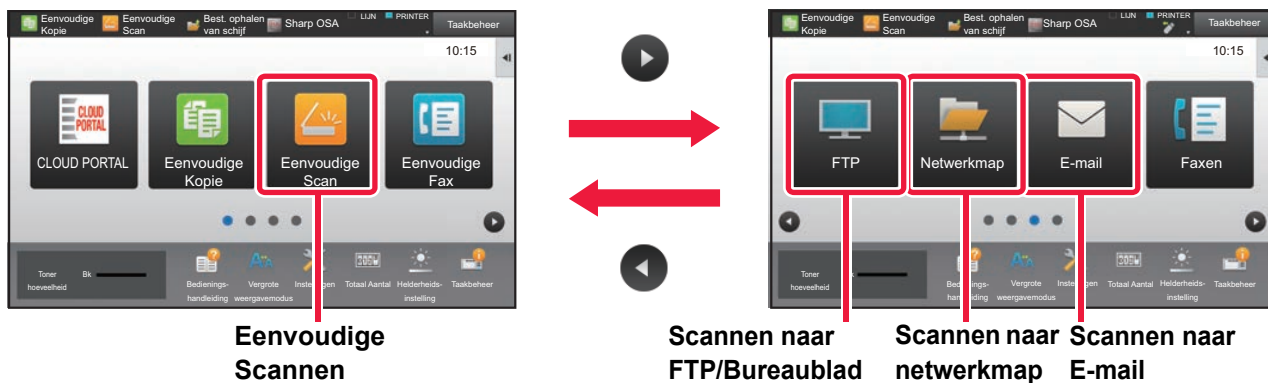 Eenvoudige Kopie
Eenvoudige Scan
Best. ophalen van schijf
Sharp OSA
LIJN
PRINTER
Taakbeheer
10:15
CLOUD PORTAL
CLOUD PORTAL
Eenvoudige
Kopie
Eenvoudige
Scan
Eenvoudige
Fax
Toner
hoeveelheid
Bk
Bedienings-
handleiding
Vergrote
weergavemodus
Instellingen
Totaal Aantal
Helderheids-
instelling
Taakbeheer
Eenvoudige
Scannen
Eenvoudige Kopie
Eenvoudige Scan
Best. ophalen van schijf
Sharp OSA
LIJN
PRINTER
Taakbeheer
10:15
FTP
Netwerkmap
E-mail
Faxen
Toner
hoeveelheid
Vergrote
weergavemodus
Totaal Aantal
Helderheids-
instelling
Taakbeheer
Scannen naar
FTP/Bureaublad
Scannen naar
netwerkmap
Scannen naar
E-mail